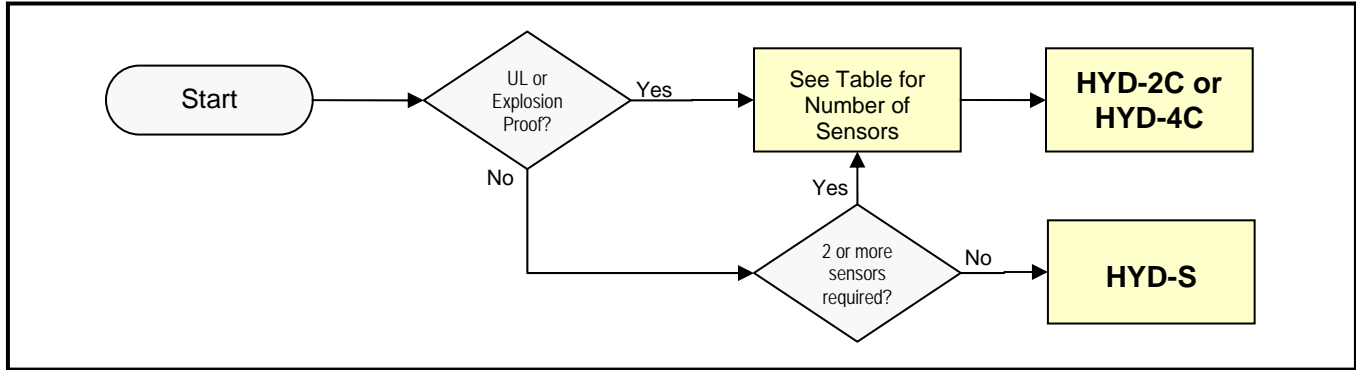 Start
UL or
Explosion
Proof?
Yes
See Table for
Number of
Sensors
HYD-2C or
HYD-4C
No
Yes
2 or more
sensors
required?
No
HYD-S